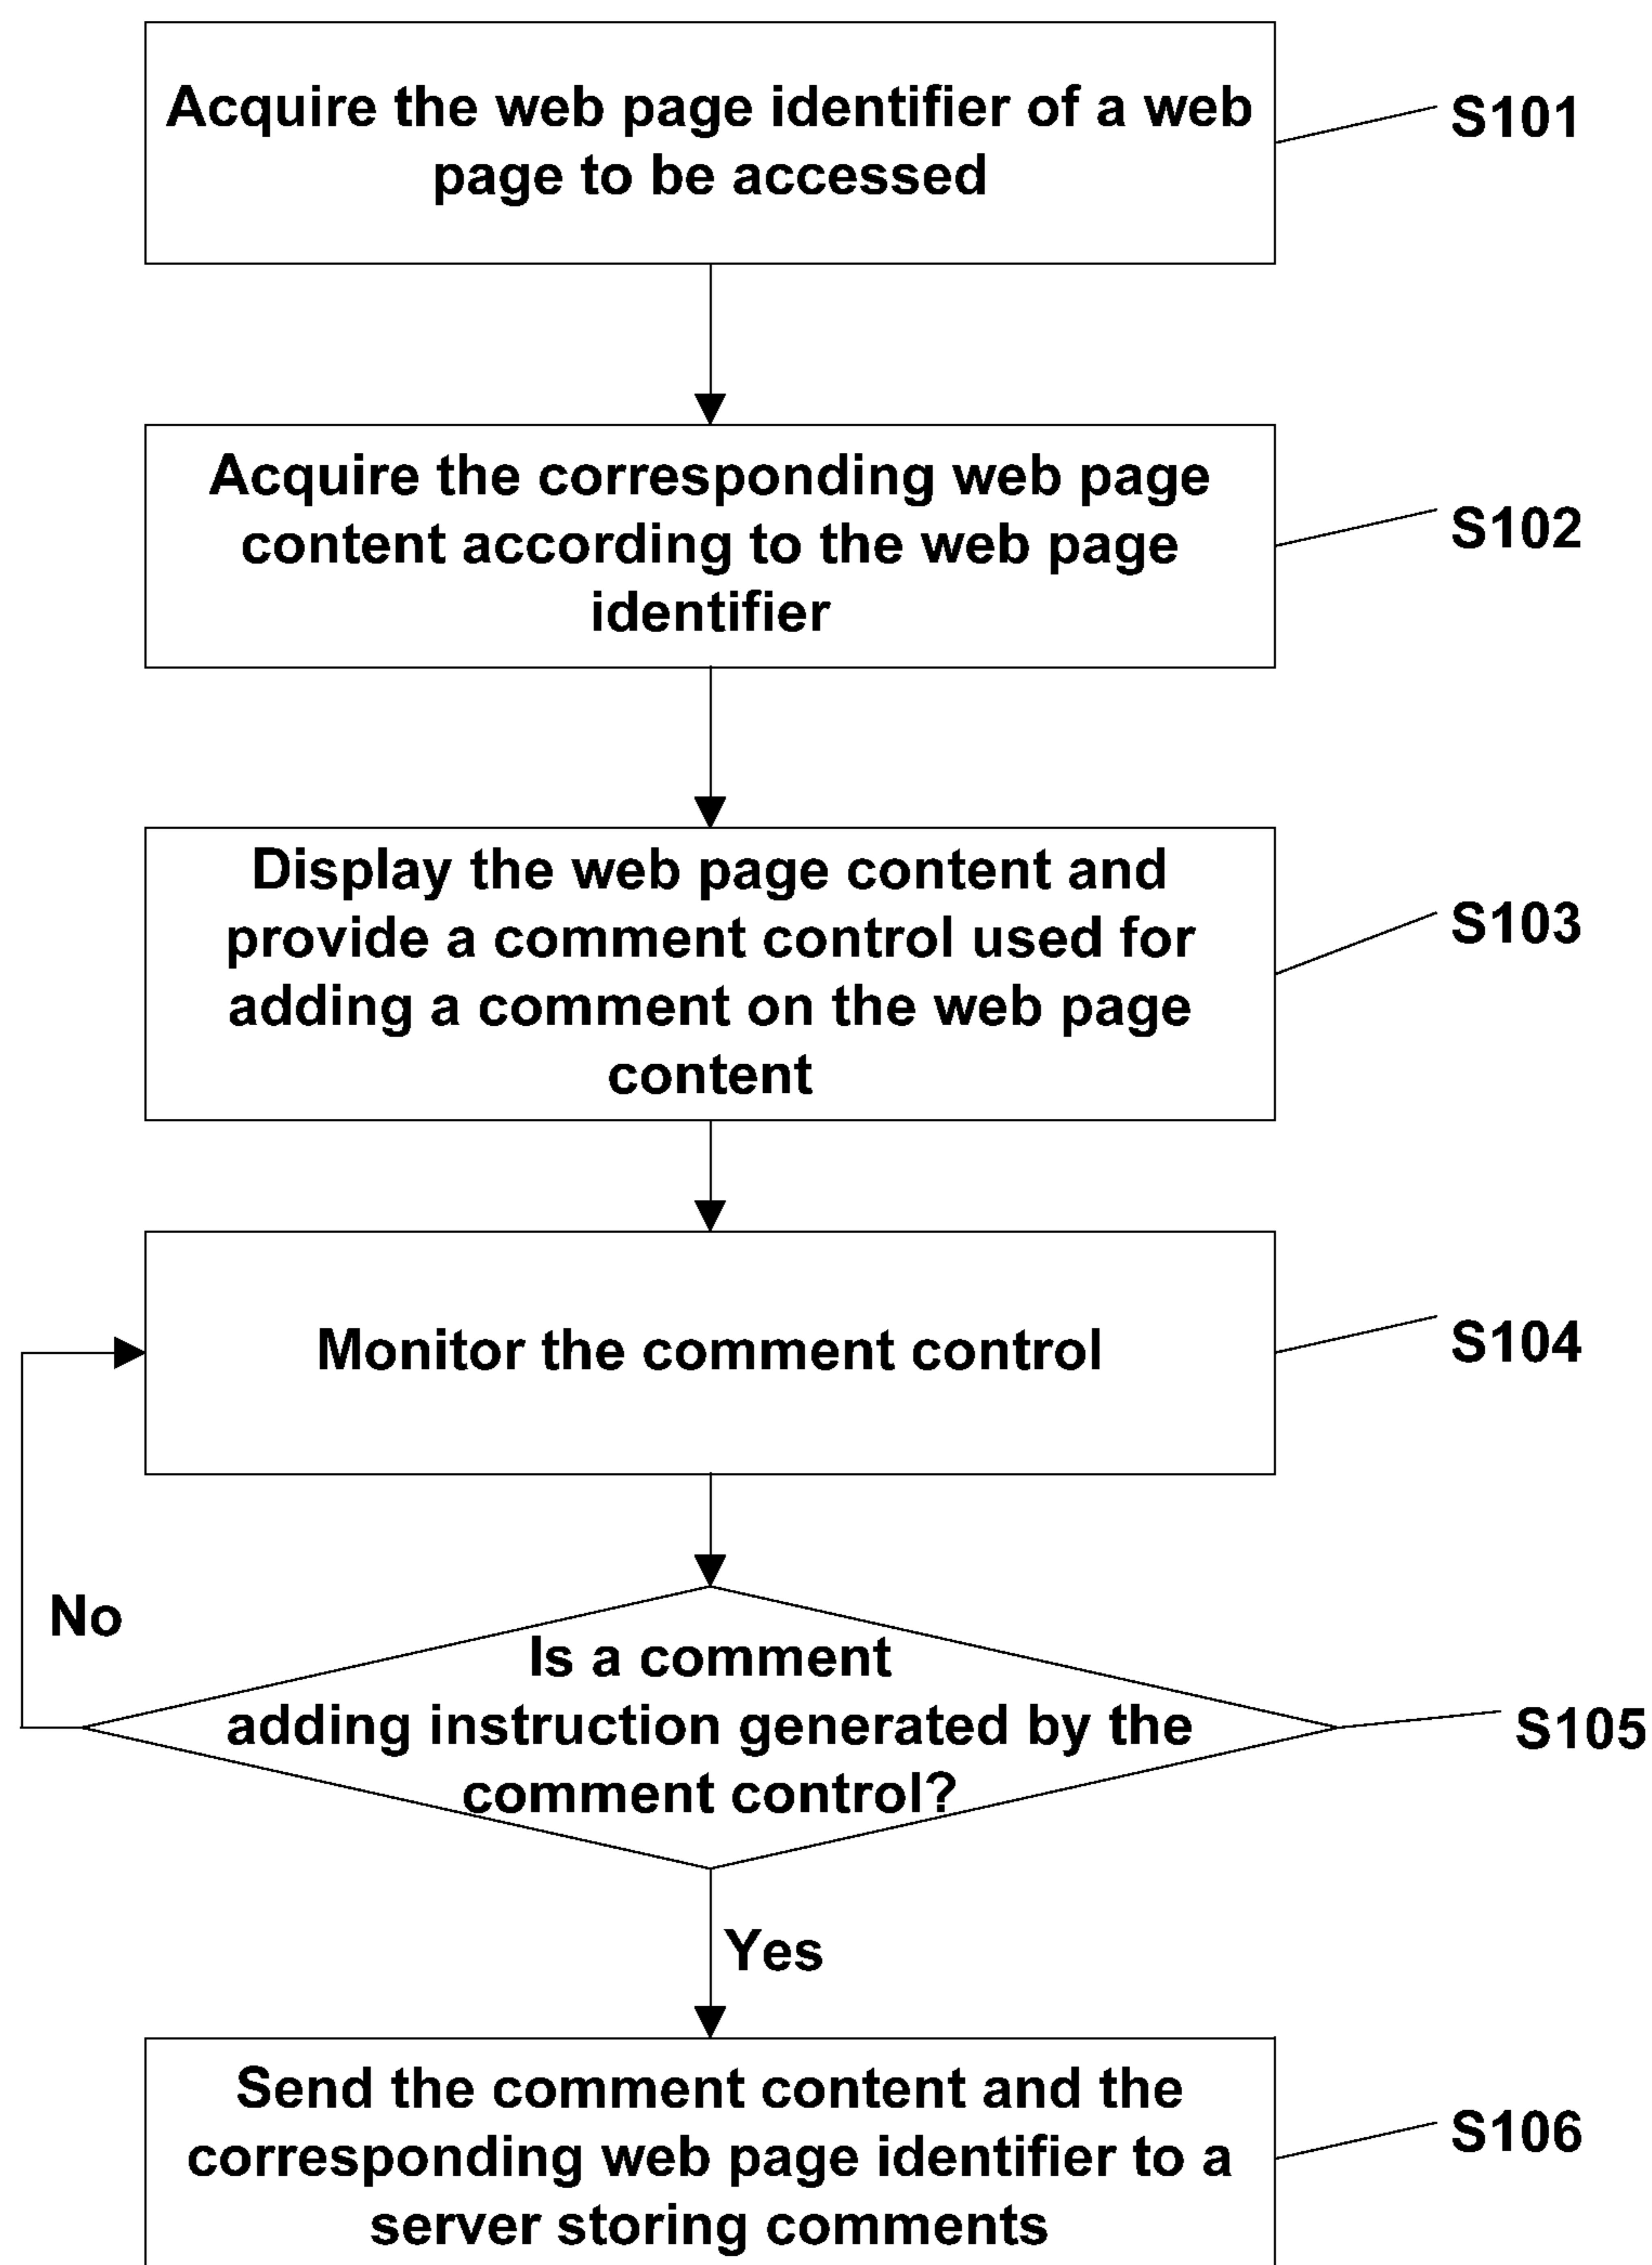 Acquire the web page identifier of a web
page to be accessed
S101
Acquire the corresponding web page
content according to the web page
identifier
S102
Display the web page content and
provide a comment control used for
adding a comment on the web page
content
S103
Monitor the comment control
S104
No
Is a comment
adding instruction generated by the
comment control?
S105
Yes
Send the comment content and the
corresponding web page identifier to a
server storing comments
S106